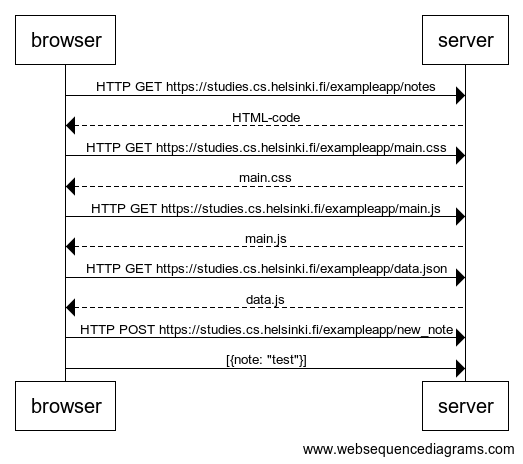 browser server
HTTP GET https://studies.cs.helsinki.fi/exampleapp/notes
HTML-code
HTTP GET https://studies.cs.helsinki.fi/exampleapp/main.css
main.css
HTTP GET https://studies.cs.helsinki.fi/exampleapp/main.js
main.js
HTTP GET https://studies.cs.helsinki.fi/exampleapp/data.json
data.js
HTTP POST https://studies.cs.helsinki.fi/exampleapp/new_note
[{note: "test"}]
browser server
www.websequencediagrams.com